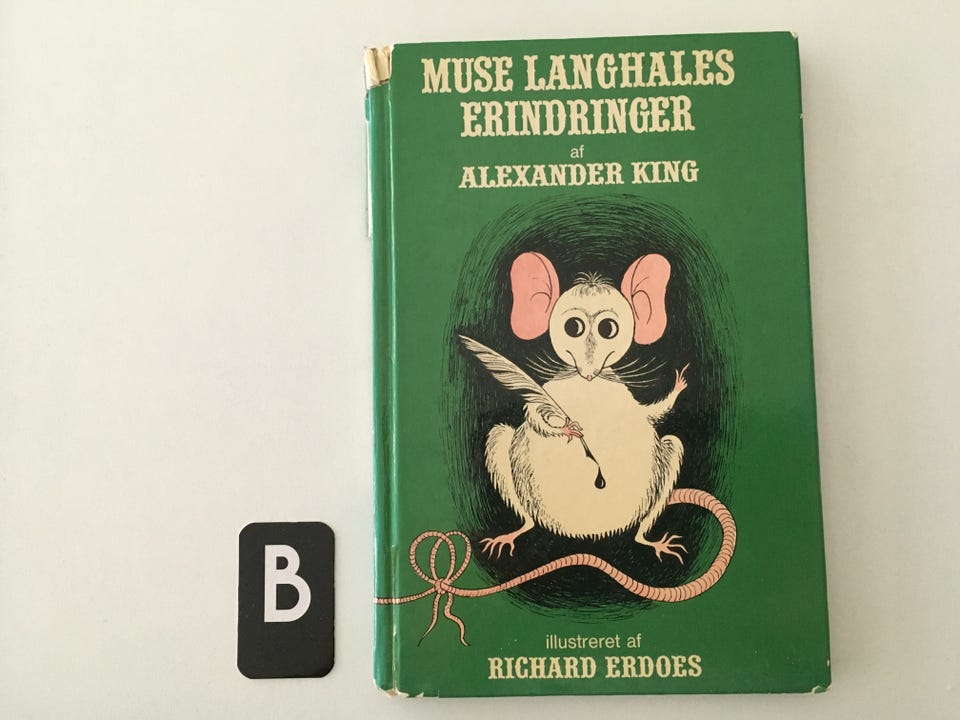 MUSE LANGHALES
ERINDRINGER
af
ALEXANDER KING
illustreret af
RICHARD ERDOES
B